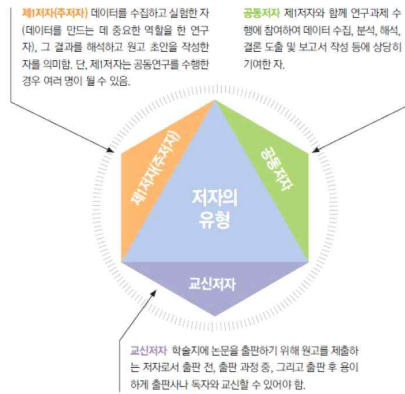 제1저자(주저자) 데이터를 수집하고 실험한 자
(데이터를 만드는 데 중요한 역할을 한 연구
자), 그 결과를 해석하고 원고 초안을 작성한
자를 의미함. 단, 제1저자는 공동연구를 수행한
경우 여러 명이 될 수 있음.
공동저자 제1저자와 함께 연구과제 수
행에 참여하여 데이터 수집, 분석, 해석,
결론 도출 및 보고서 작성 등에 상당히
기여한 자.
제1저자(주저자)
저자의
유형
공동저자
교신저자
교신저자 학술지에 논문을 출판하기 위해 원고를 제출하
는 저자로서 출판 전, 출판 과정 중, 그리고 출판 후 용이
하게 출판사나 독자와 교신할 수 있어야 함.